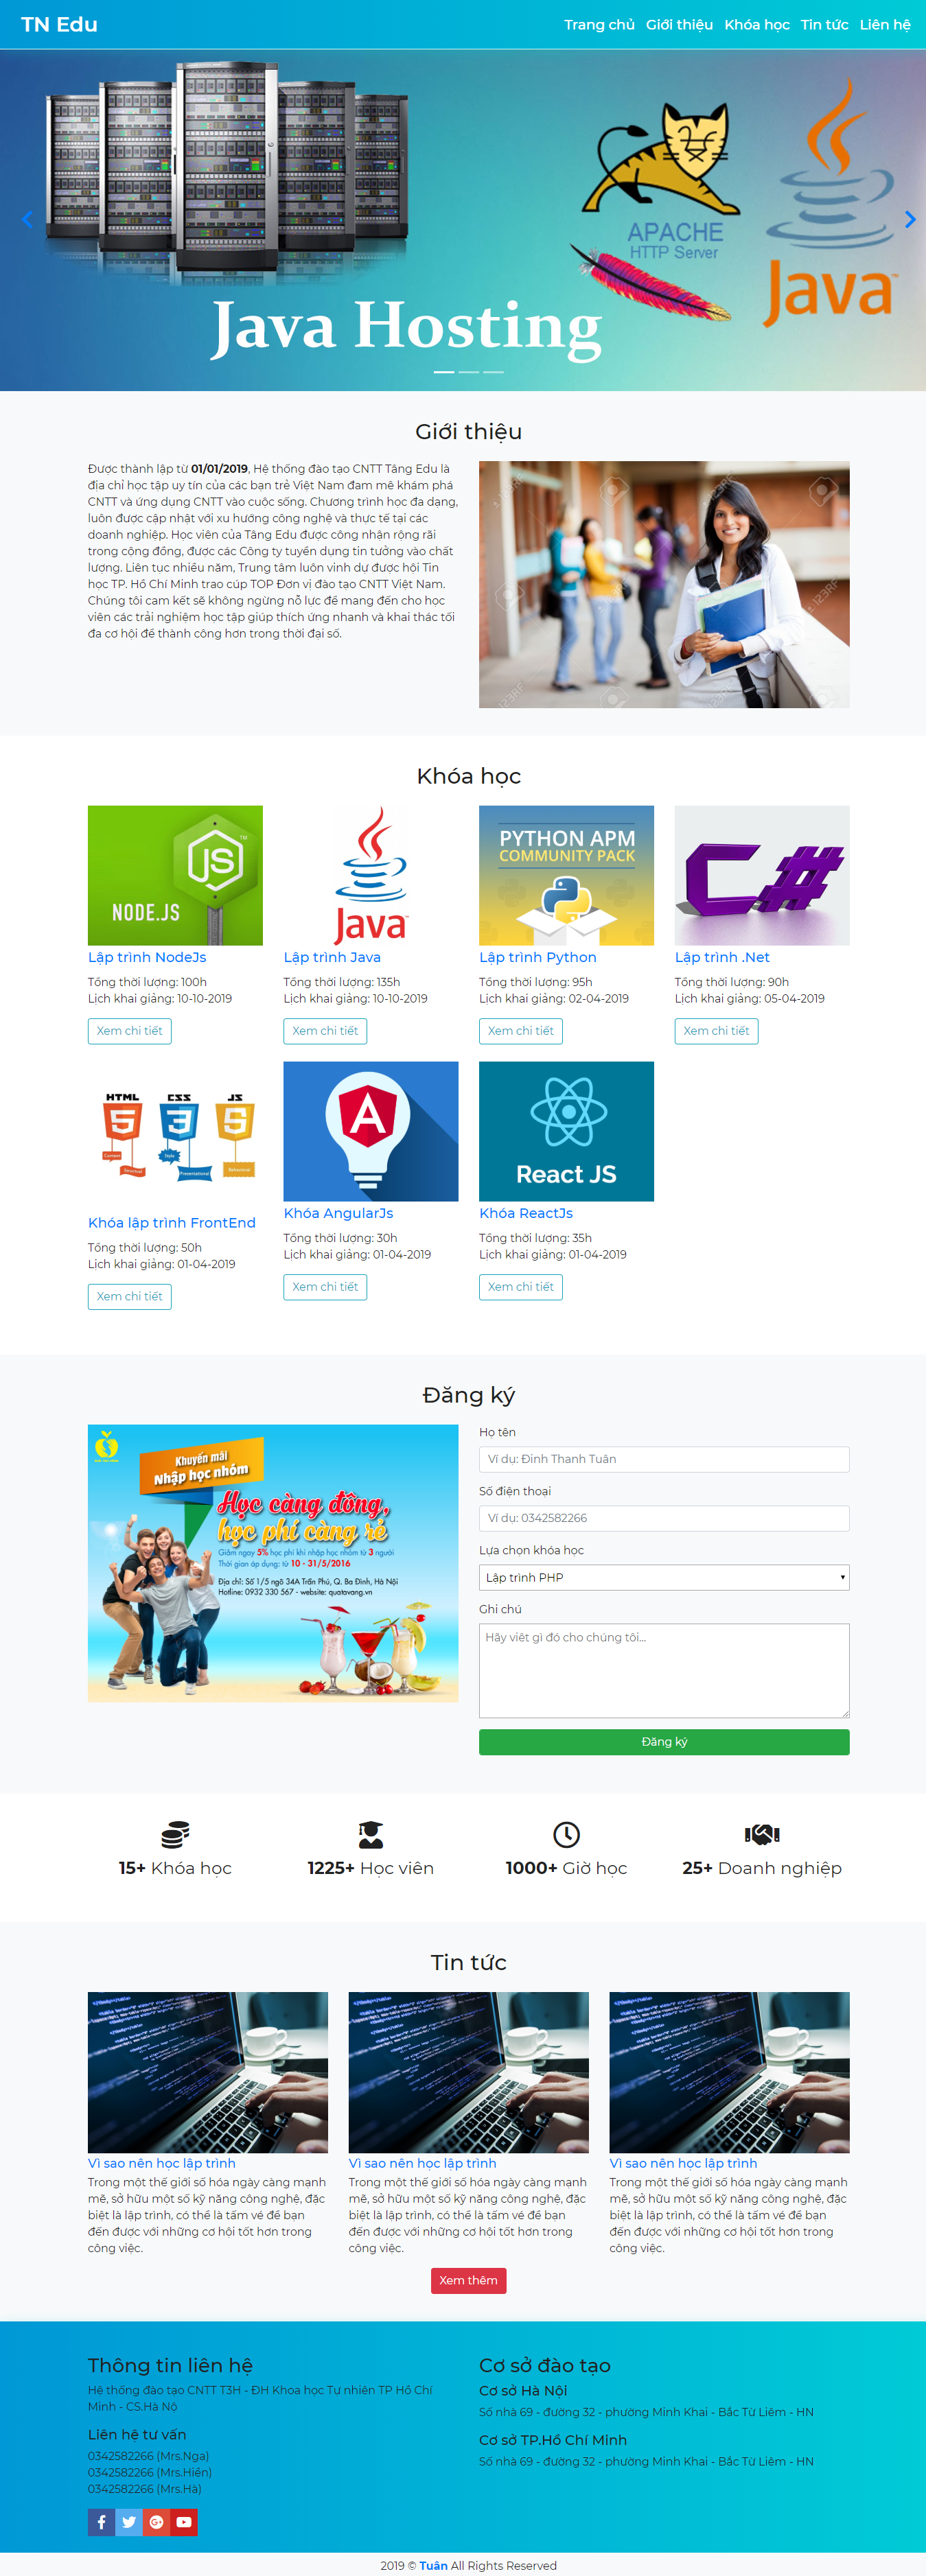 TN Edu
Trang chủ Giới thiệu Khóa học Tin tức Liên hệ
APACHE
HTTP Server
Java
Java Hosting
Giới thiệu
Được thành lập từ 01/01/2019, Hệ thống đào tạo CNTT Tâng Edu là
địa chỉ học tập uy tín của các bạn trẻ Việt Nam đam mê khám phá
CNTT và ứng dụng CNTT vào cuộc sống. Chương trình học đa dạng,
luôn được cập nhật với xu hướng công nghệ và thực tế tại các
doanh nghiệp. Học viên của Tâng Edu được công nhận rộng rãi
trong cộng đồng, được các Công ty tuyển dụng tin tưởng vào chất
lượng. Liên tục nhiều năm, Trung tâm luôn vinh dự được hội Tin
học TP. Hồ Chí Minh trao cúp TOP Đơn vị đào tạo CNTT Việt Nam.
Chúng tôi cam kết sẽ không ngừng nỗ lực để mang đến cho học
viên các trải nghiệm học tập giúp thích ứng nhanh và khai thác tối
đa cơ hội để thành công hơn trong thời đại số.
123RF
Khóa học
JS
NODE.JS
Java
PYTHON APM
COMMUNITY PACK
C#
Lập trình NodeJs
Tổng thời lượng: 100h
Lịch khai giảng: 10-10-2019
Xem chi tiết
Lập trình Java
Tổng thời lượng: 135h
Lịch khai giảng: 10-10-2019
Xem chi tiết
Lập trình Python
Tổng thời lượng: 95h
Lịch khai giảng: 02-04-2019
Xem chi tiết
Lập trình .Net
Tổng thời lượng: 90h
Lịch khai giảng: 05-04-2019
Xem chi tiết
HTML CSS JS
5 3 5
Content Style Behavioral
Structual Presentational
Khóa lập trình FrontEnd
Tổng thời lượng: 50h
Lịch khai giảng: 01-04-2019
Xem chi tiết
A
Khóa AngularJs
Tổng thời lượng: 30h
Lịch khai giảng: 01-04-2019
Xem chi tiết
React JS
Khóa ReactJs
Tổng thời lượng: 35h
Lịch khai giảng: 01-04-2019
Xem chi tiết
Đăng ký
Khuyến mãi
Nhập học nhóm
Học càng đông,
học phí càng rẻ
Giảm ngay 5% học phí khi nhập học nhóm từ 3 người
Thời gian áp dụng: từ 10 - 31/5/2016
Địa chỉ: Số 1/5 ngõ 34A Trần Phú, Q. Ba Đình, Hà Nội
Hotline: 0932 330 567 - website: quatavang.vn
Họ tên
Ví dụ: Đinh Thanh Tuân
Số điện thoại
Ví dụ: 0342582266
Lựa chọn khóa học
Lập trình PHP
Ghi chú
Hãy viết gì đó cho chúng tôi...
Đăng ký
15+ Khóa học
1225+ Học viên
1000+ Giờ học
25+ Doanh nghiệp
Tin tức
Vì sao nên học lập trình
Trong một thế giới số hóa ngày càng mạnh
mẽ, sở hữu một số kỹ năng công nghệ, đặc
biệt là lập trình, có thể là tấm vé để bạn
đến được với những cơ hội tốt hơn trong
công việc.
Vì sao nên học lập trình
Trong một thế giới số hóa ngày càng mạnh
mẽ, sở hữu một số kỹ năng công nghệ, đặc
biệt là lập trình, có thể là tấm vé để bạn
đến được với những cơ hội tốt hơn trong
công việc.
Vì sao nên học lập trình
Trong một thế giới số hóa ngày càng mạnh
mẽ, sở hữu một số kỹ năng công nghệ, đặc
biệt là lập trình, có thể là tấm vé để bạn
đến được với những cơ hội tốt hơn trong
công việc.
Xem thêm
Thông tin liên hệ
Hệ thống đào tạo CNTT T3H - ĐH Khoa học Tự nhiên TP Hồ Chí
Minh - CS.Hà Nộ
Liên hệ tư vấn
0342582266 (Mrs.Nga)
0342582266 (Mrs.Hiền)
0342582266 (Mrs.Hà)
Cơ sở đào tạo
Cơ sở Hà Nội
Số nhà 69 - đường 32 - phường Minh Khai - Bắc Từ Liêm - HN
Cơ sở TP.Hồ Chí Minh
Số nhà 69 - đường 32 - phường Minh Khai - Bắc Từ Liêm - HN
2019 © Tuân All Rights Reserved